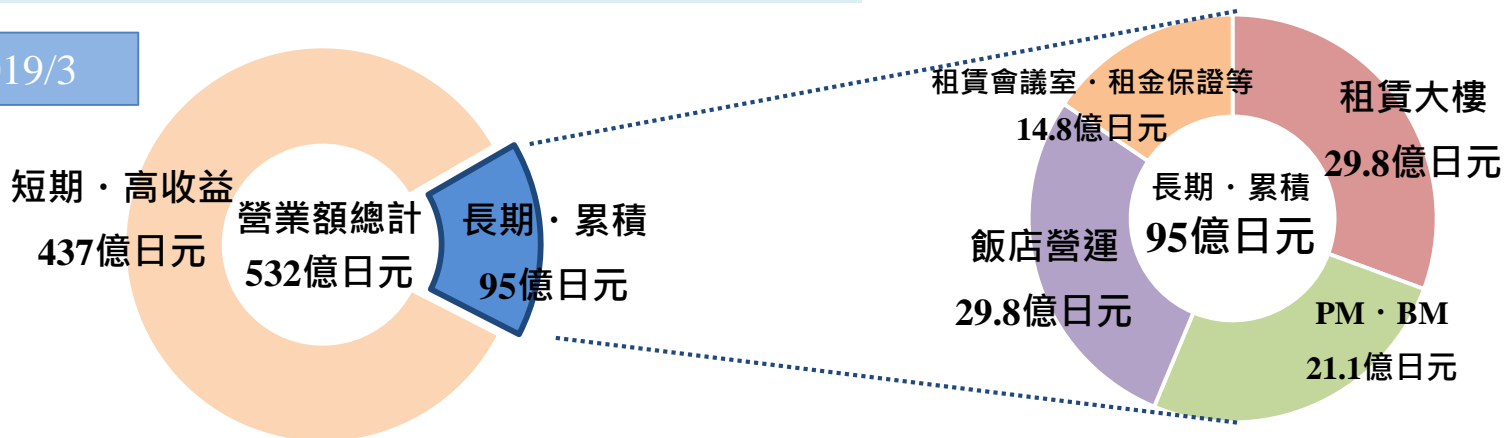 19/3
短期・高收益
437億日元
營業額總計
532億日元
長期・累積
95億日元
租賃會議室・租金保證等
14.8億日元
租賃大樓
29.8億日元
長期・累積
95億日元
飯店營運
29.8億日元
PM・BM
21.1億日元